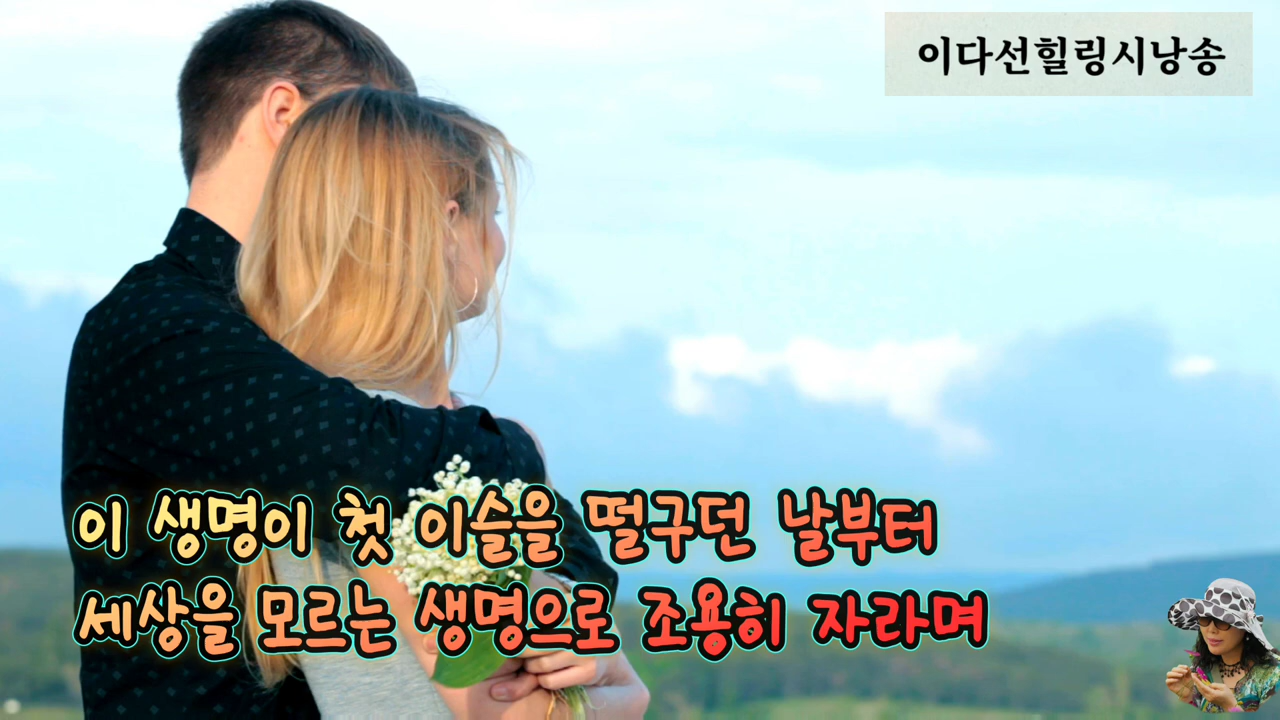 이다선힐링시낭송
이 생명이 첫 이슬을 떨구던 날부터
세상을 모르는 생명으로 조용히 자라며